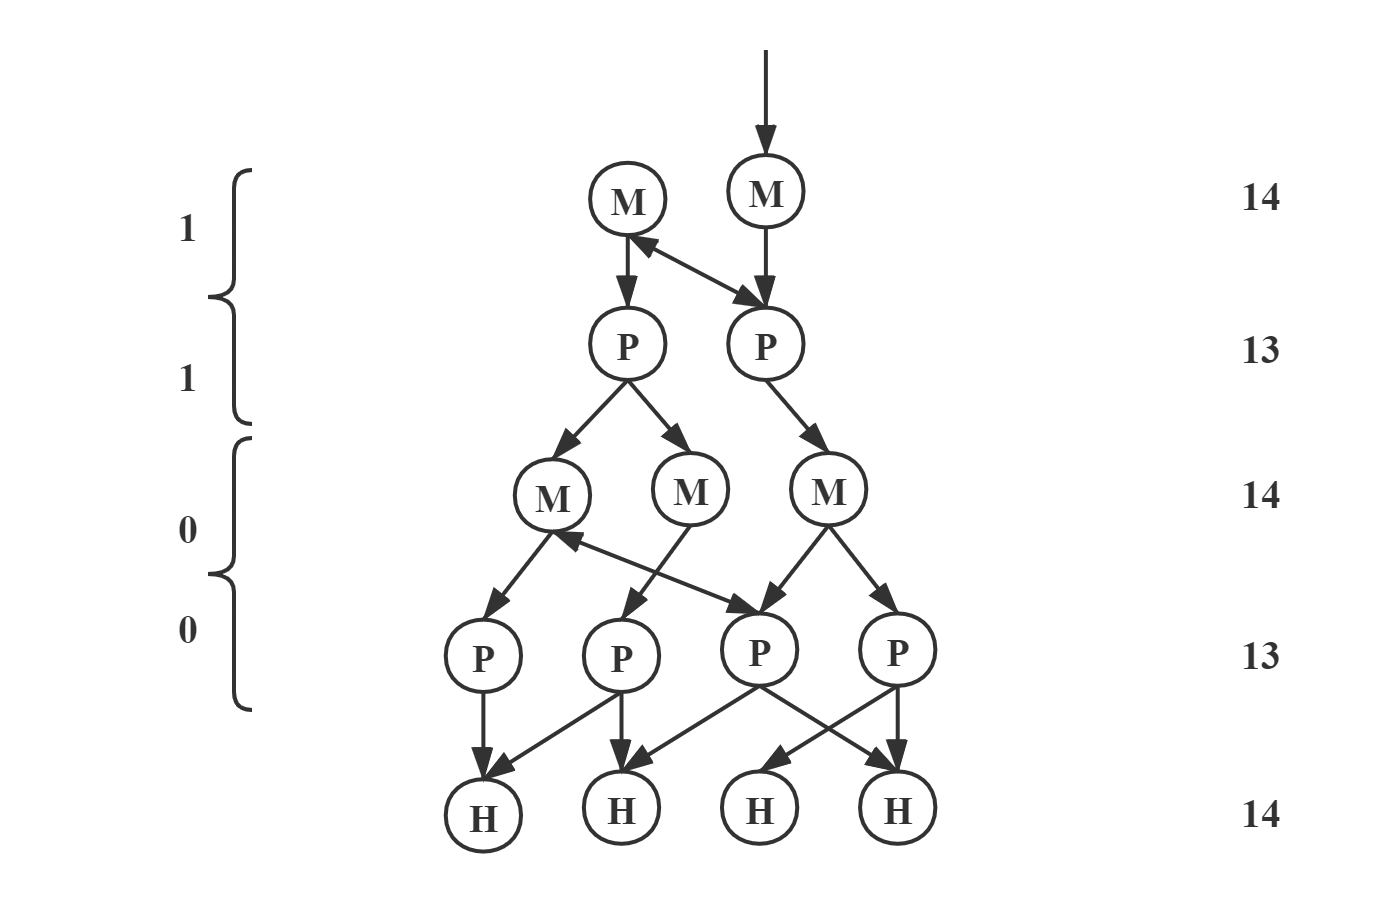 M M 14
1
P P 13
1
M M M 14
0
P P P P 13
0
H H H H 14